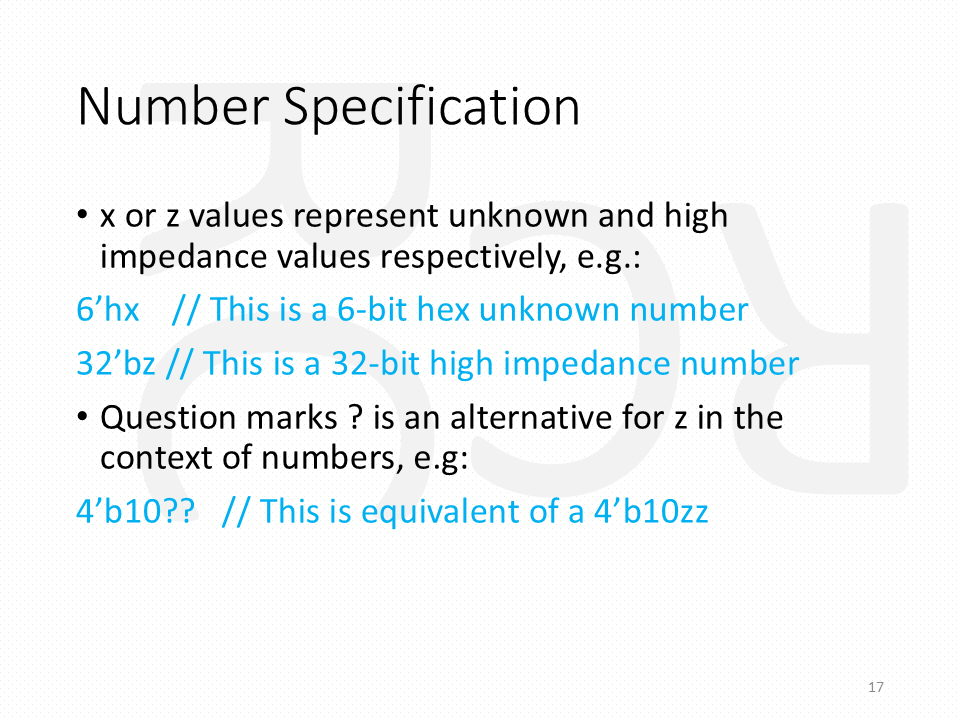 Number Specification
• x or z values represent unknown and high
impedance values respectively, e.g.:
6’hx // This is a 6-bit hex unknown number
32’bz // This is a 32-bit high impedance number
• Question marks ? is an alternative for z in the
context of numbers, e.g:
4’b10?? // This is equivalent of a 4’b10zz
17